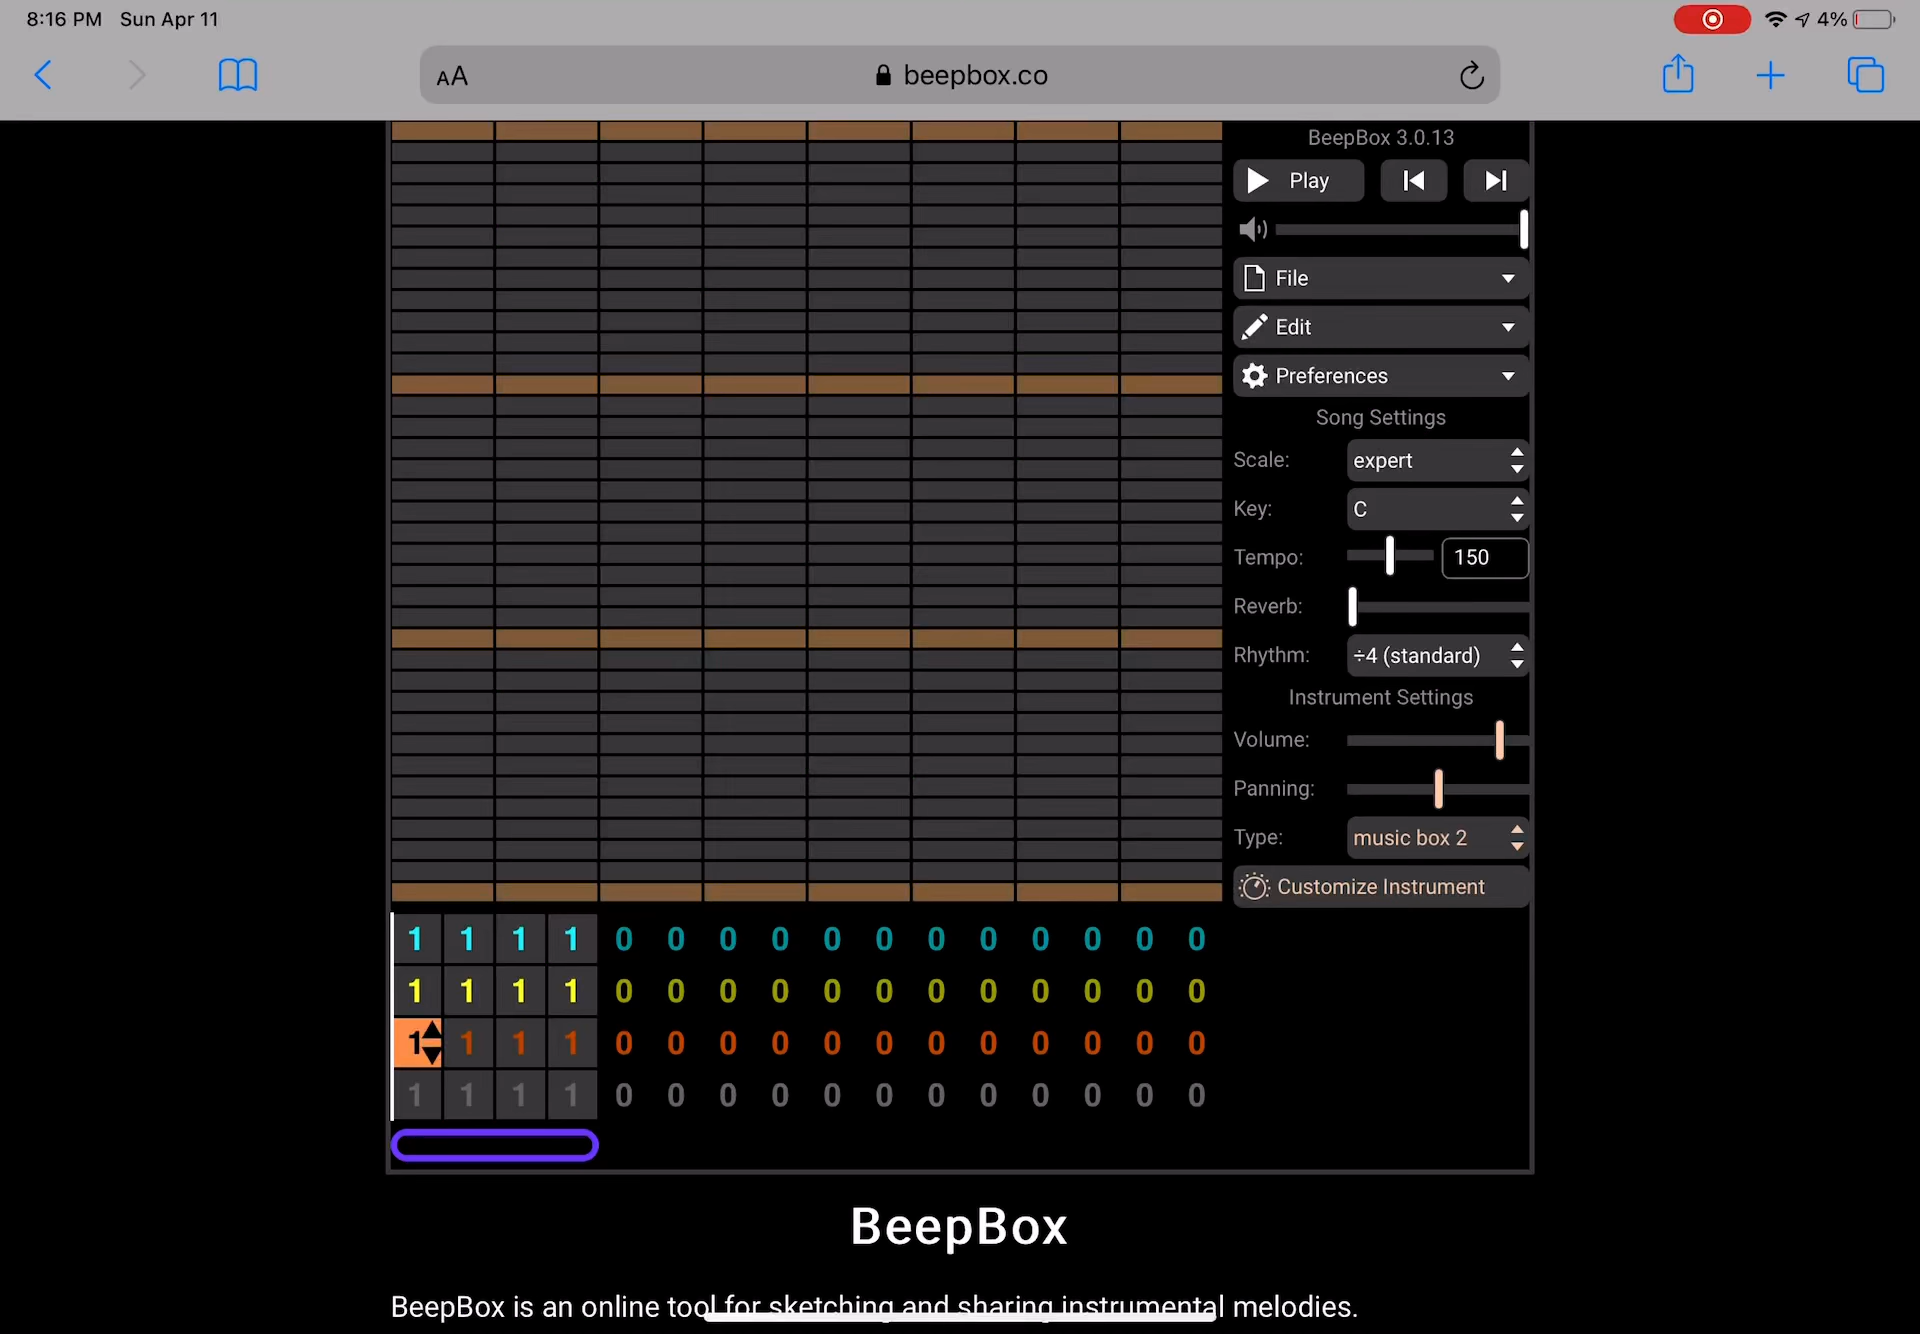 8:16 PM Sun Apr 11
4%
AA
beepbox.co
BeepBox 3.0.13
Play
File
Edit
Preferences
Song Settings
Scale: expert
Key: C
Tempo: 150
Reverb:
Rhythm: ÷4 (standard)
Instrument Settings
Volume:
Panning:
Type: music box 2
Customize Instrument
1 1 1 1 0 0 0 0 0 0 0 0 0 0 0 0
1 1 1 1 0 0 0 0 0 0 0 0 0 0 0 0
1 1 1 1 0 0 0 0 0 0 0 0 0 0 0 0
1 1 1 1 0 0 0 0 0 0 0 0 0 0 0 0
BeepBox
BeepBox is an online tool for sketching and sharing instrumental melodies.